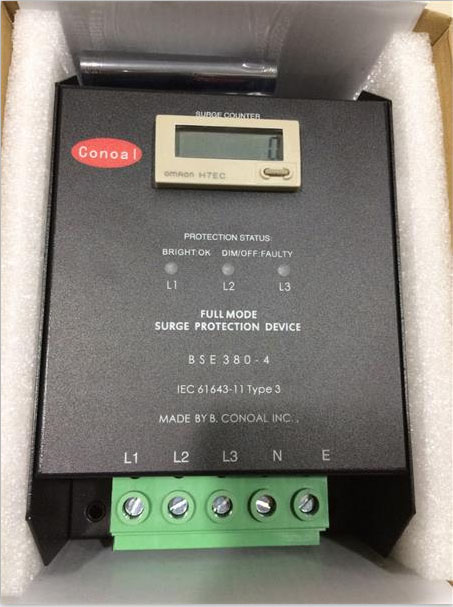 SURGE COUNTER
0
OMRON H7EC
Conoal
PROTECTION STATUS:
BRIGHT:OK DIM/OFF:FAULTY
L1 L2 L3
FULL MODE
SURGE PROTECTION DEVICE
BSE380-4
IEC 61643-11 Type 3
MADE BY B. CONOAL INC.,
L1 L2 L3 N E